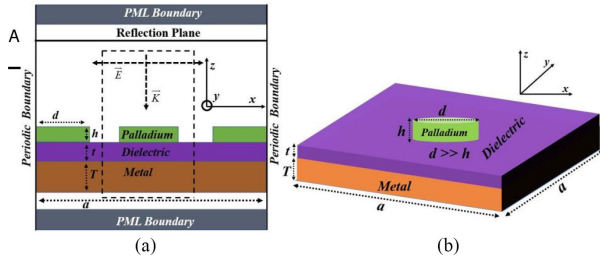 PML Boundary
A
Reflection Plane
Periodic Boundary
E
K
z
y
x
d
h
Palladium
t
Dielectric
T
Metal
a
PML Boundary
Periodic Boundary
(a)
z
y
x
d
h
Palladium
d >> h
Dielectric
t
T
Metal
a
a
(b)